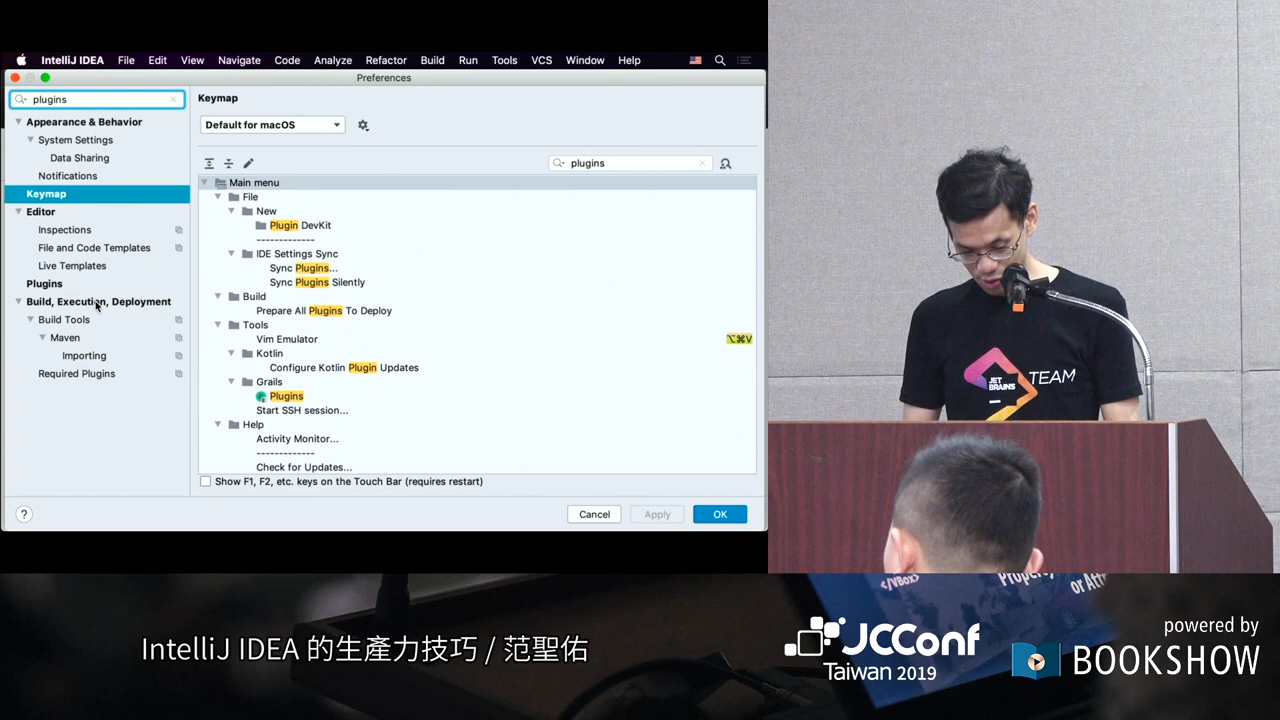 IntelliJ IDEA File Edit View Navigate Code Analyze Refactor Build Run Tools VCS Window Help
Preferences
plugins
Appearance & Behavior
System Settings
Data Sharing
Notifications
Keymap
Editor
Inspections
File and Code Templates
Live Templates
Plugins
Build, Execution, Deployment
Build Tools
Maven
Importing
Required Plugins
Keymap
Default for macOS
plugins
Main menu
File
New
Plugin DevKit
-------------
IDE Settings Sync
Sync Plugins...
Sync Plugins Silently
Build
Prepare All Plugins To Deploy
Tools
Vim Emulator ⌥⌘V
Kotlin
Configure Kotlin Plugin Updates
Grails
Plugins
Start SSH session...
Help
Activity Monitor...
-------------
Check for Updates...
Show F1, F2, etc. keys on the Touch Bar (requires restart)
? Cancel Apply OK
JET
BRAINS
TEAM
</VBox>
Property
or Att
IntelliJ IDEA 的生產力技巧 / 范聖佑
JCConf
Taiwan 2019
powered by
BOOKSHOW